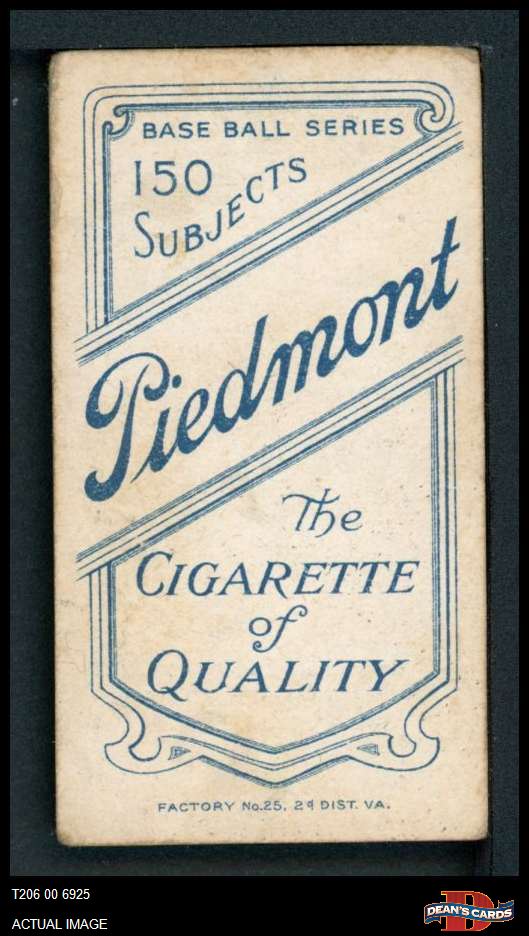 BASE BALL SERIES
150
SUBJECTS
Piedmont
The
CIGARETTE
of
QUALITY
FACTORY No.25, 2d DIST. VA.
T206 00 6925
ACTUAL IMAGE
D
DEAN'S CARDS